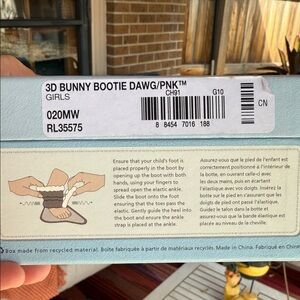 3D BUNNY BOOTIE DAWG/PNK™
GIRLS
CH91
G10
020MW
RL35575
8 84547 016 188
CN
Ensure that your child's foot is
placed properly in the boot by
opening up the boot with both
hands, using your fingers to
spread open the elastic ankle.
Slide the boot onto the foot
ensuring that the toes pass the
elastic. Gently guide the heel into
the boot and ensure the ankle
strap is placed at the ankle.
Assurez-vous que le pied de l'enfant est
correctement positionné à l'intérieur de la
botte, en ouvrant celle-ci avec
les deux mains, puis en écartant
l'élastique avec vos doigts. Insérez la
botte sur le pied en s'assurant que les
doigts de pied ont passé l'élastique.
Guidez le talon dans la botte et
assurez-vous que la bande élastique
est placée au niveau de la cheville.
Box made from recycled material. Boîte fabriquée à partir de matériaux recyclés. Made in China. Fabriqué en Chine